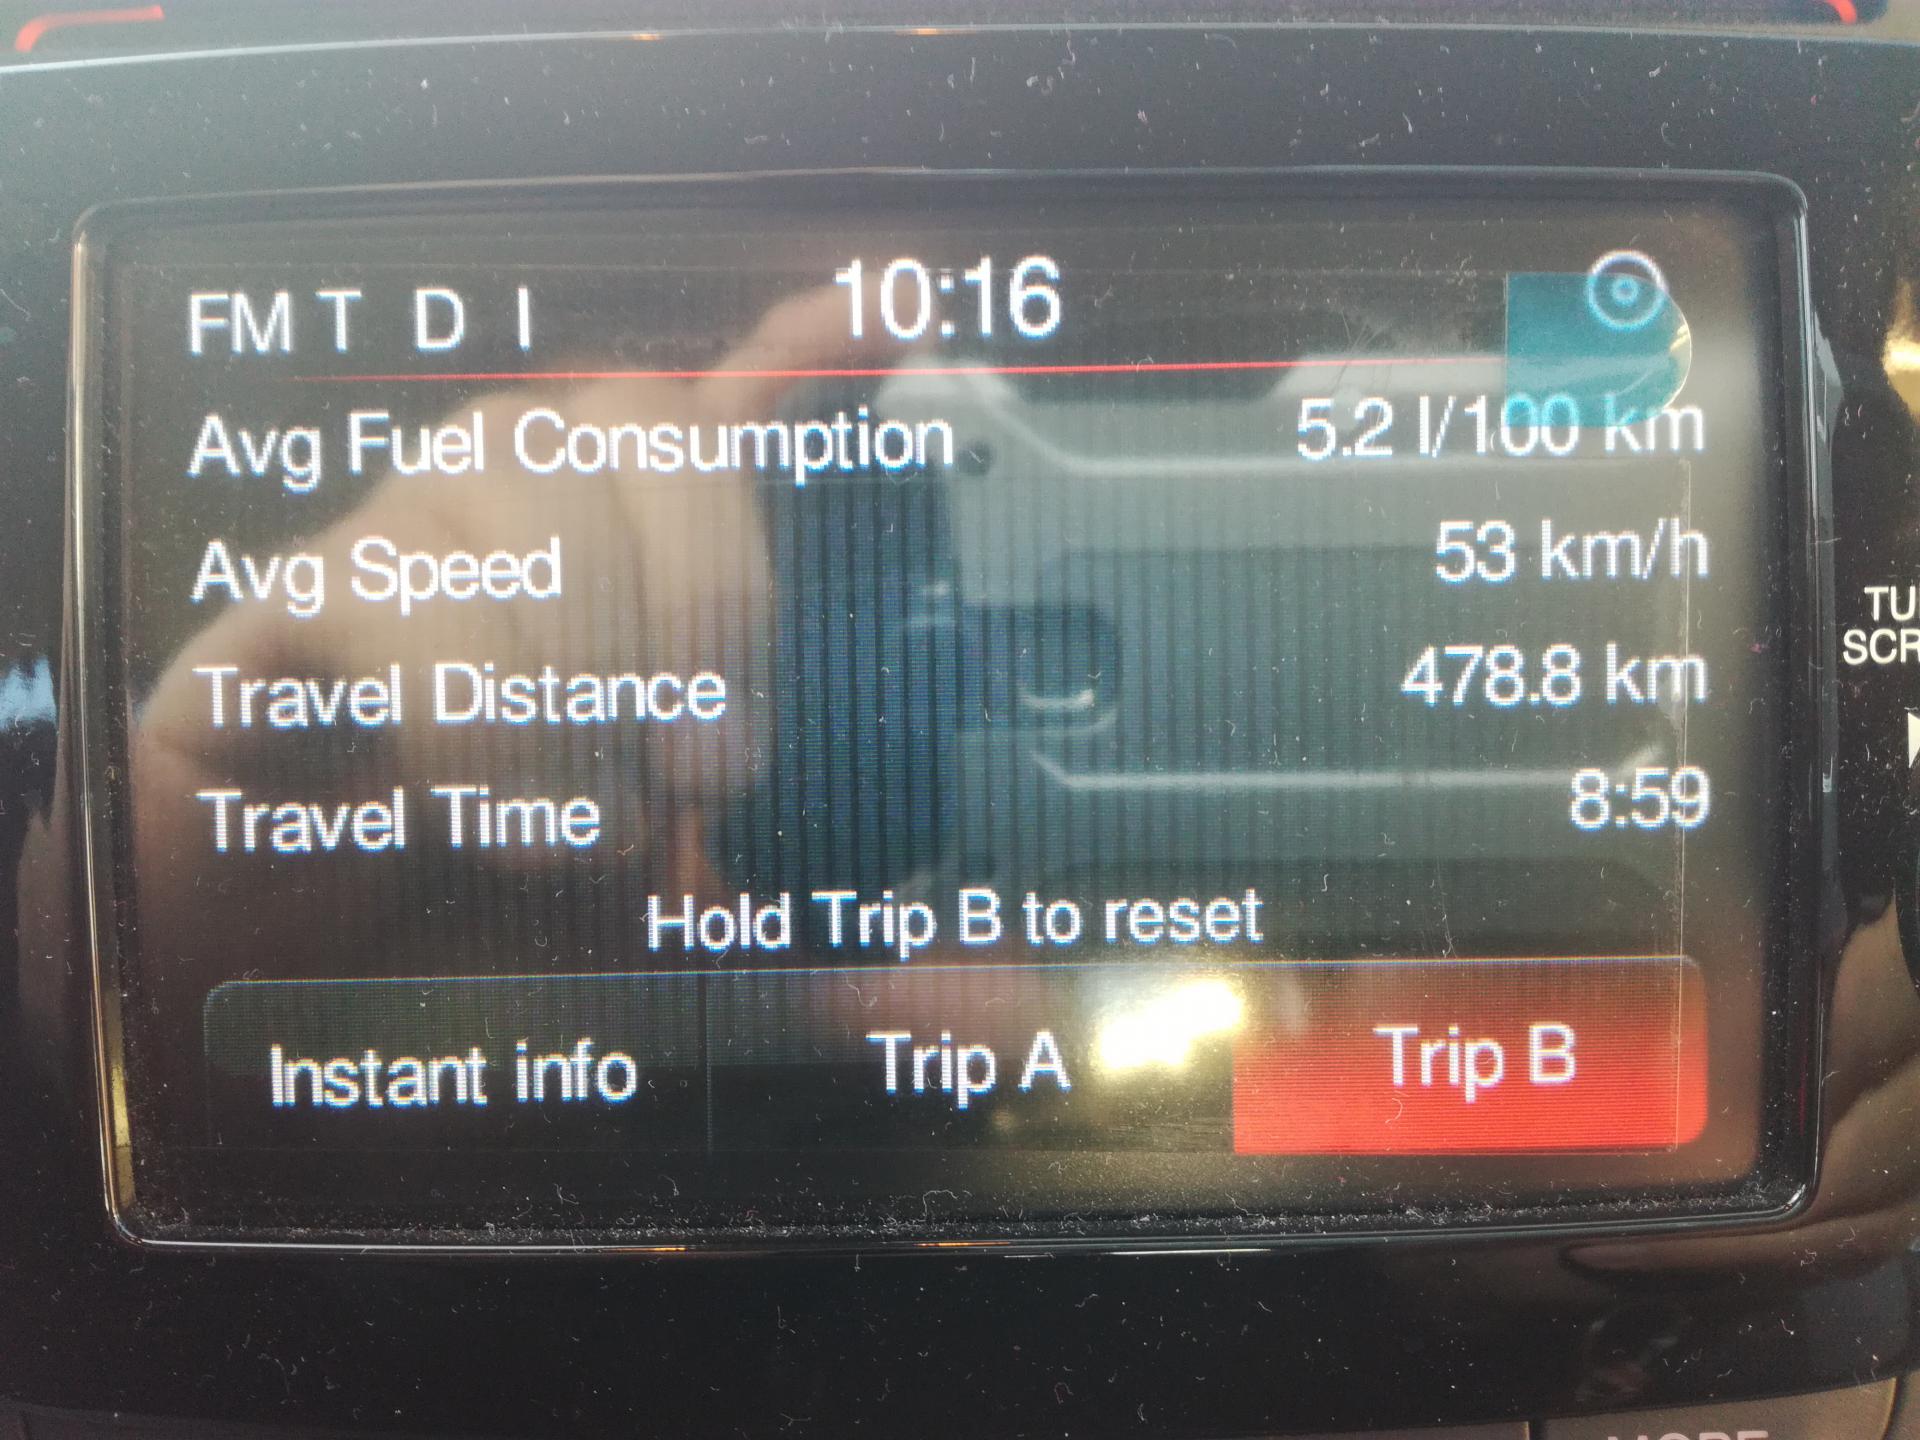 FM T D I 10:16
Avg Fuel Consumption 5.2 l/100 km
Avg Speed 53 km/h
Travel Distance 478.8 km
Travel Time 8:59
Hold Trip B to reset
Instant info Trip A Trip B